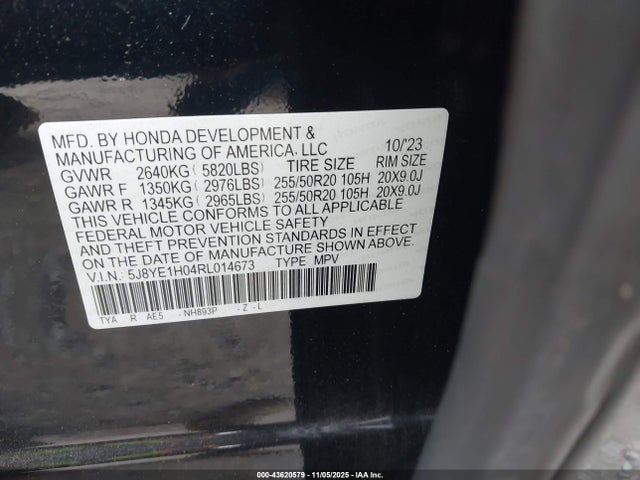 MFD. BY HONDA DEVELOPMENT & 10/'23
MANUFACTURING OF AMERICA, LLC
GVWR 2640KG ( 5820LBS) TIRE SIZE RIM SIZE
GAWR F 1350KG ( 2976LBS) 255/50R20 105H 20X9.0J
GAWR R 1345KG ( 2965LBS) 255/50R20 105H 20X9.0J
THIS VEHICLE CONFORMS TO ALL APPLICABLE
FEDERAL MOTOR VEHICLE SAFETY
AND THEFT PREVENTION STANDARDS IN EFFECT
ON THE DATE OF MANUFACTURE SHOWN ABOVE.
V.I.N.: 5J8YE1H04RL014673 TYPE MPV
TYA R AE5 - NH893P - Z - L
000-43620579 — 11/05/2025 — IAA Inc.